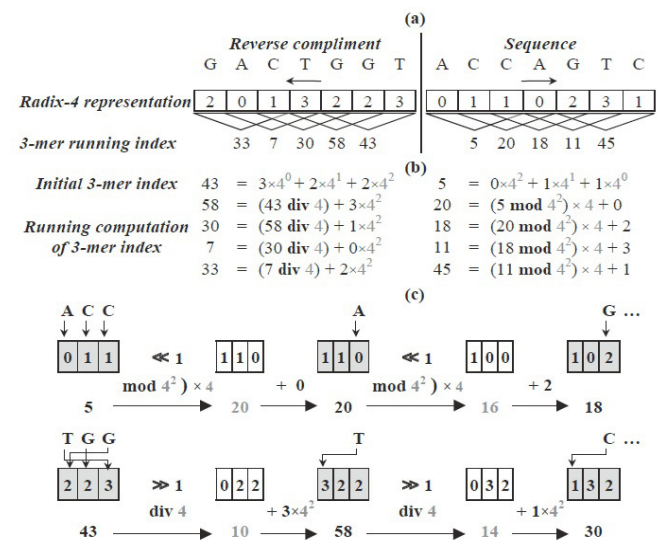 (a)
Reverse compliment Sequence
G A C T G G T A C C A G T C
Radix-4 representation 2 0 1 3 2 2 3 0 1 1 0 2 3 1
3-mer running index 33 7 30 58 43 5 20 18 11 45
(b)
Initial 3-mer index 43 = 3×4⁰ + 2×4¹ + 2×4² 5 = 0×4² + 1×4¹ + 1×4⁰
58 = (43 div 4) + 3×4² 20 = (5 mod 4²) × 4 + 0
Running computation 30 = (58 div 4) + 1×4² 18 = (20 mod 4²) × 4 + 2
of 3-mer index 7 = (30 div 4) + 0×4² 11 = (18 mod 4²) × 4 + 3
33 = (7 div 4) + 2×4² 45 = (11 mod 4²) × 4 + 1
(c)
A C C A G ...
0 1 1 ≪ 1 1 1 0 1 1 0 ≪ 1 1 0 0 1 0 2
mod 4² ) × 4 + 0 mod 4² ) × 4 + 2
5 20 20 16 18
T G G T C ...
2 2 3 ≫ 1 0 2 2 3 2 2 ≫ 1 0 3 2 1 3 2
div 4 + 3×4² div 4 + 1×4²
43 10 58 14 30